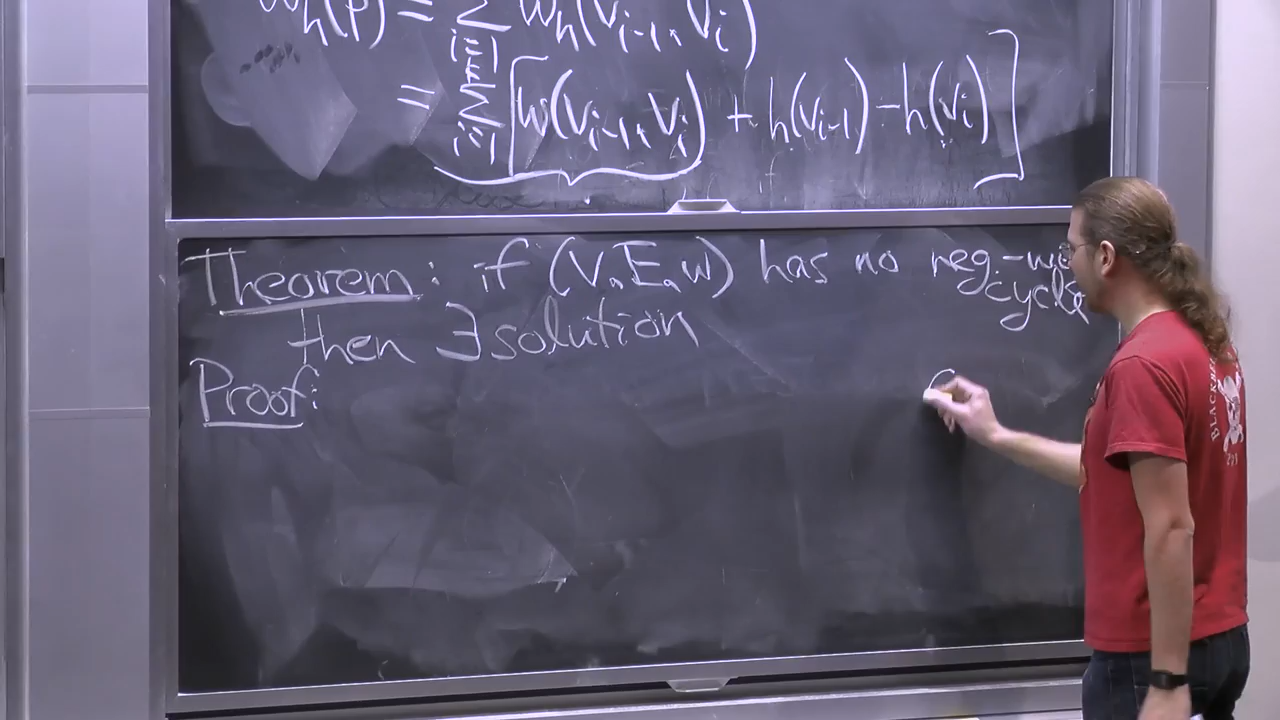 w_h(p) = Σ_{i=1} w_h(v_{i-1}, v_i)
= Σ_{i=1} [w(v_{i-1}, v_i) + h(v_{i-1}) - h(v_i)]
Theorem: if (V, E, w) has no neg.-we
cycle
then ∃ solution
Proof: